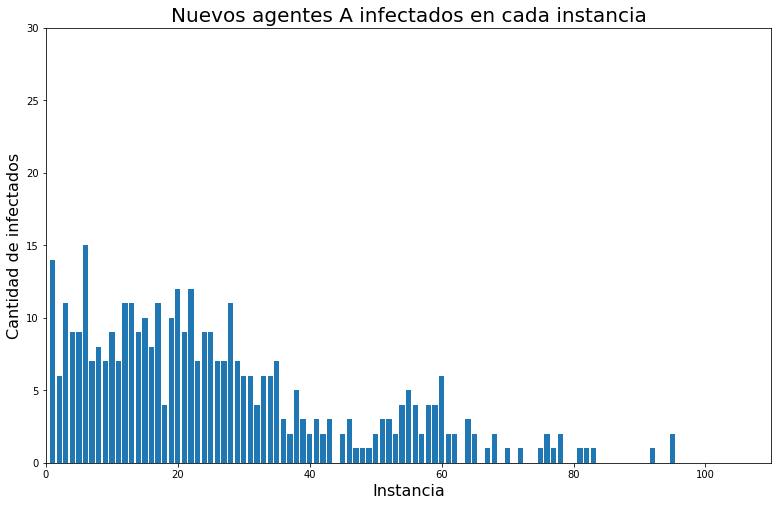 Nuevos agentes A infectados en cada instancia
30
25
20
15
10
5
0
Cantidad de infectados
0 20 40 60 80 100
Instancia